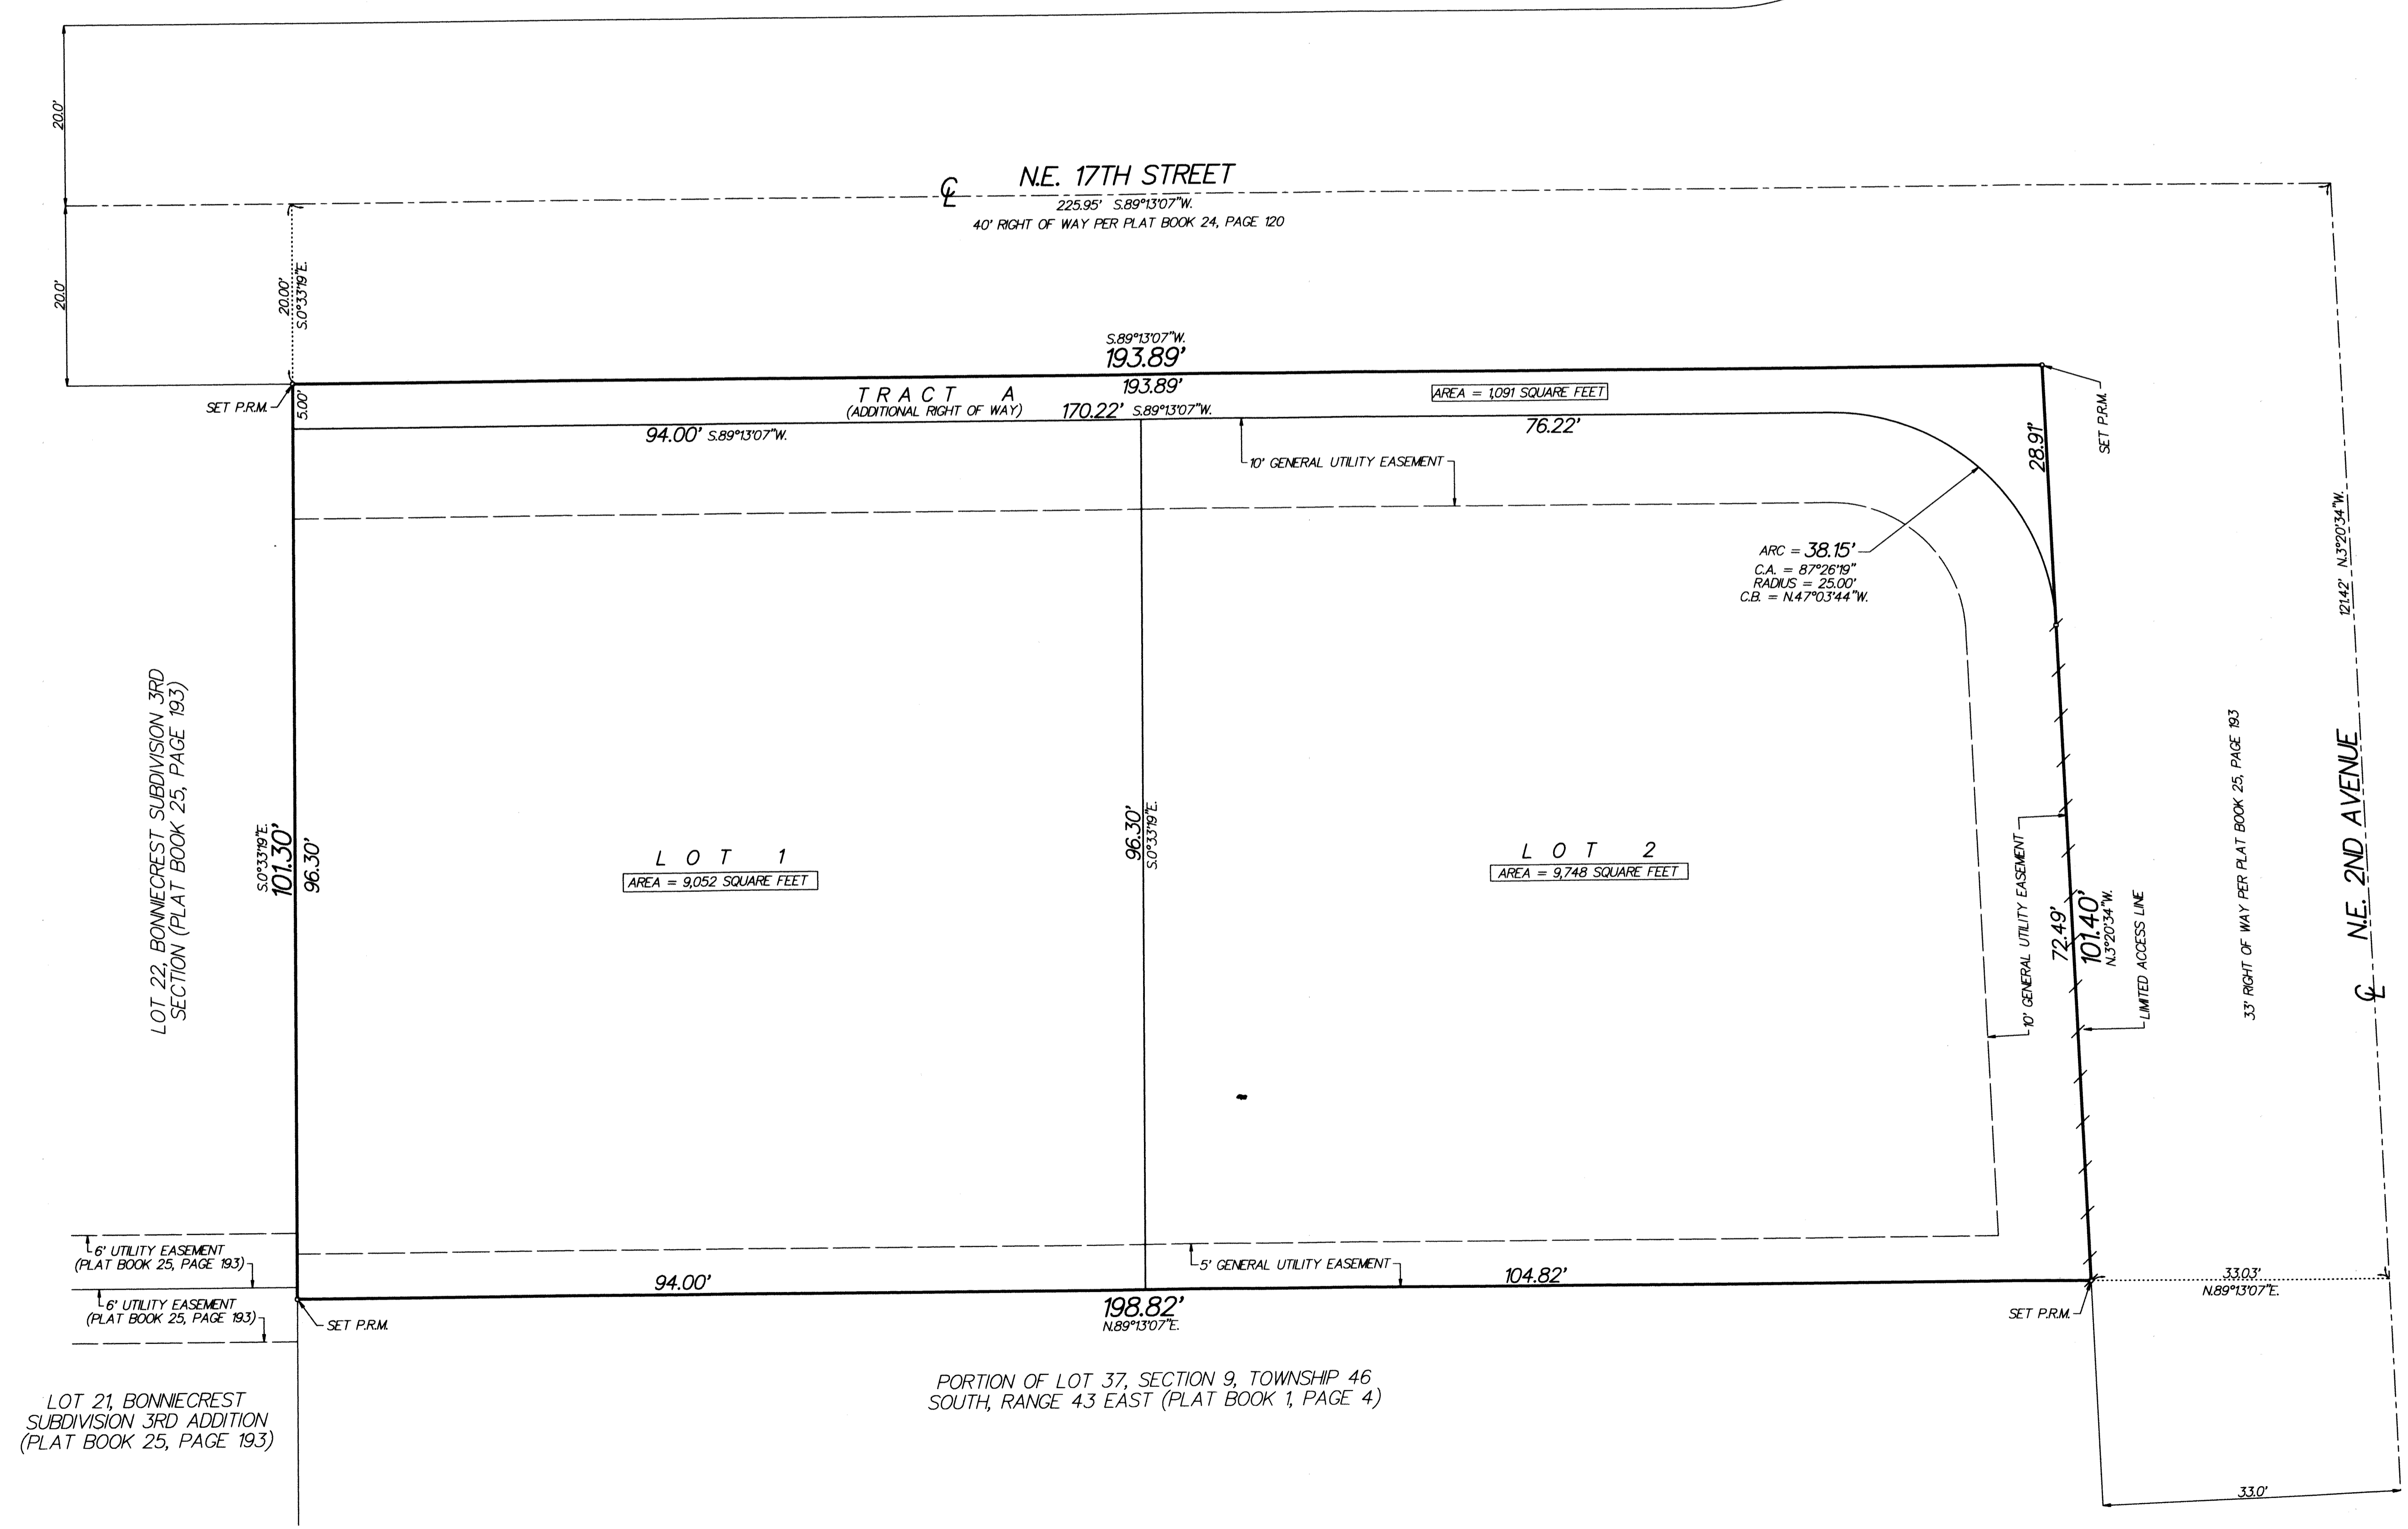 20.0'
N.E. 17TH STREET
℄
225.95' S.89°13'07"W.
40' RIGHT OF WAY PER PLAT BOOK 24, PAGE 120
20.0'
20.00'
S.0°33'19"E.
S.89°13'07"W.
193.89'
193.89'
TRACT A
(ADDITIONAL RIGHT OF WAY)
AREA = 1,091 SQUARE FEET
170.22' S.89°13'07"W.
SET P.R.M.
5.00'
SET P.R.M.
28.91'
94.00' S.89°13'07"W.
76.22'
10' GENERAL UTILITY EASEMENT
ARC = 38.15'
C.A. = 87°26'19"
RADIUS = 25.00'
C.B. = N.47°03'44"W.
121.42' N.3°20'34"W.
LOT 22, BONNIECREST SUBDIVISION 3RD
SECTION (PLAT BOOK 25, PAGE 193)
S.0°33'19"E.
101.30'
96.30'
LOT 1
AREA = 9,052 SQUARE FEET
96.30'
S.0°33'19"E.
LOT 2
AREA = 9,748 SQUARE FEET
10' GENERAL UTILITY EASEMENT
72.49'
101.40'
N.3°20'34"W.
LIMITED ACCESS LINE
33' RIGHT OF WAY PER PLAT BOOK 25, PAGE 193
N.E. 2ND AVENUE
℄
6' UTILITY EASEMENT
(PLAT BOOK 25, PAGE 193)
6' UTILITY EASEMENT
(PLAT BOOK 25, PAGE 193)
5' GENERAL UTILITY EASEMENT
94.00'
104.82'
198.82'
N.89°13'07"E.
SET P.R.M.
SET P.R.M.
33.03'
N.89°13'07"E.
PORTION OF LOT 37, SECTION 9, TOWNSHIP 46
SOUTH, RANGE 43 EAST (PLAT BOOK 1, PAGE 4)
LOT 21, BONNIECREST
SUBDIVISION 3RD ADDITION
(PLAT BOOK 25, PAGE 193)
33.0'